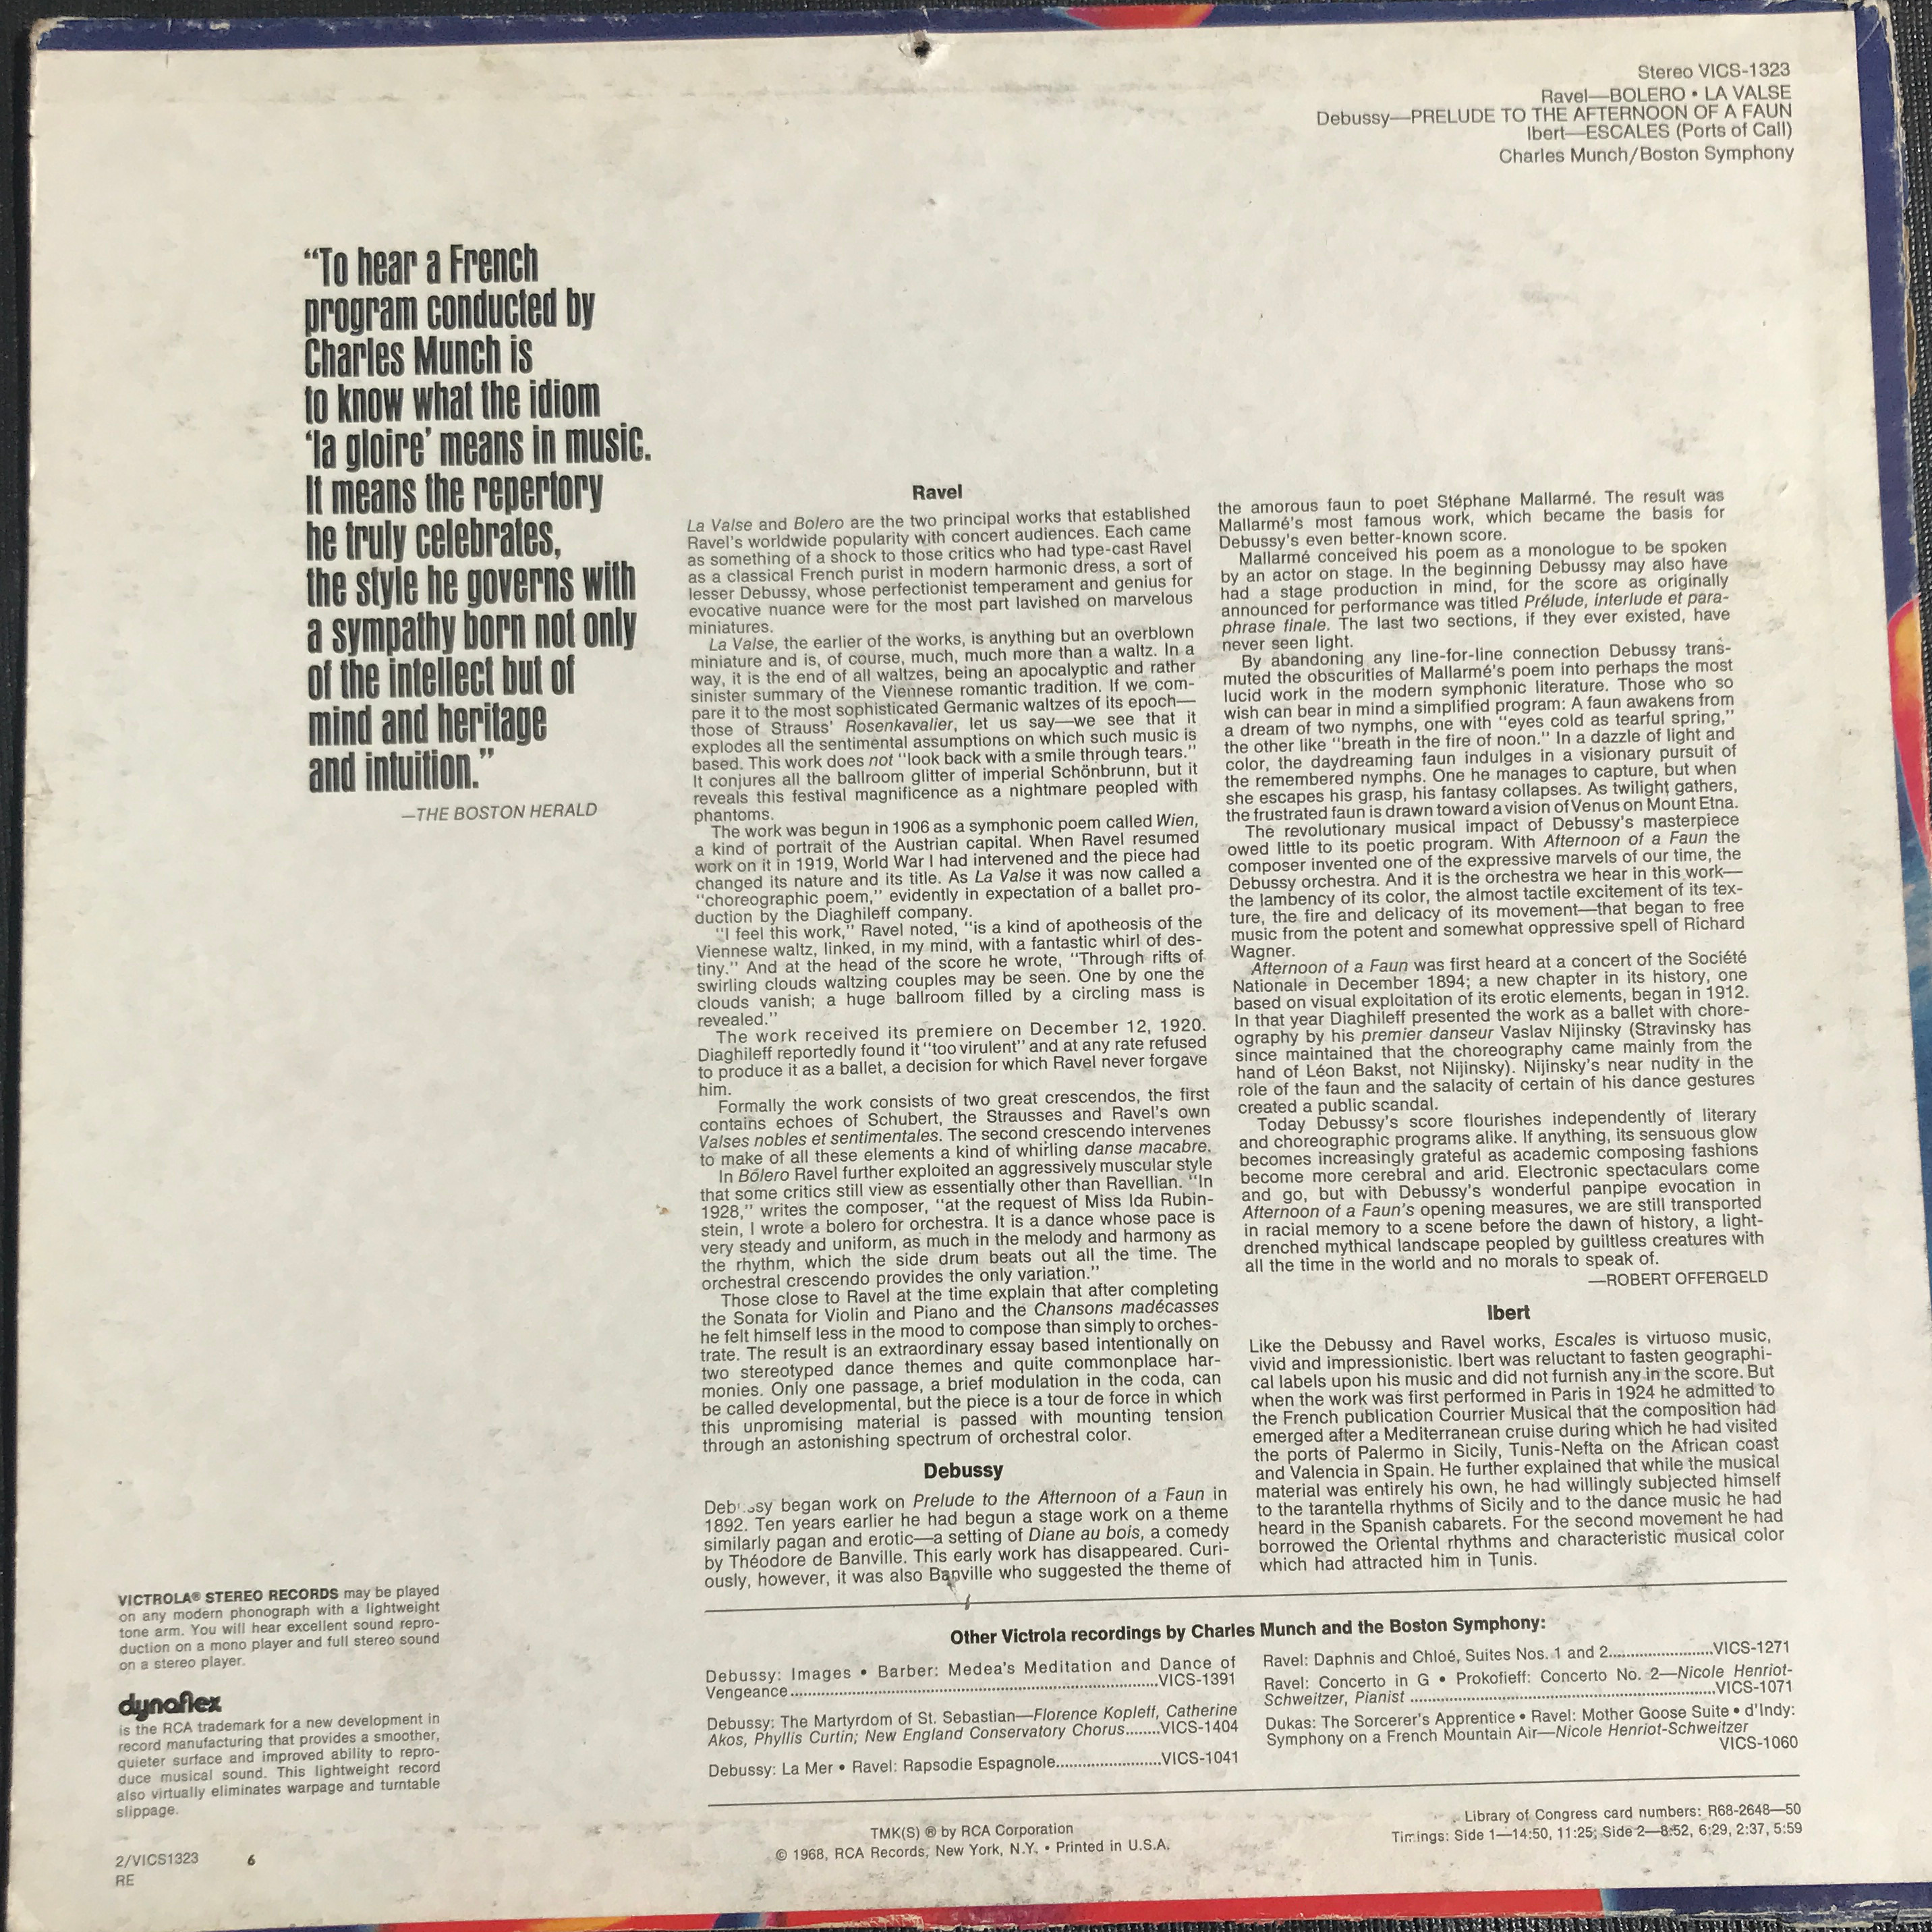 Stereo VICS-1323
Ravel—BOLERO • LA VALSE
Debussy—PRELUDE TO THE AFTERNOON OF A FAUN
Ibert—ESCALES (Ports of Call)
Charles Munch/Boston Symphony
“To hear a French
program conducted by
Charles Munch is
to know what the idiom
‘la gloire’ means in music.
It means the repertory
he truly celebrates,
the style he governs with
a sympathy born not only
of the intellect but of
mind and heritage
and intuition.”
—THE BOSTON HERALD
Ravel
La Valse and Bolero are the two principal works that established
Ravel's worldwide popularity with concert audiences. Each came
as something of a shock to those critics who had type-cast Ravel
as a classical French purist in modern harmonic dress, a sort of
lesser Debussy, whose perfectionist temperament and genius for
evocative nuance were for the most part lavished on marvelous
miniatures.
La Valse, the earlier of the works, is anything but an overblown
miniature and is, of course, much, much more than a waltz. In a
way, it is the end of all waltzes, being an apocalyptic and rather
sinister summary of the Viennese romantic tradition. If we com-
pare it to the most sophisticated Germanic waltzes of its epoch—
those of Strauss' Rosenkavalier, let us say—we see that it
explodes all the sentimental assumptions on which such music is
based. This work does not "look back with a smile through tears."
It conjures all the ballroom glitter of imperial Schönbrunn, but it
reveals this festival magnificence as a nightmare peopled with
phantoms.
The work was begun in 1906 as a symphonic poem called Wien,
a kind of portrait of the Austrian capital. When Ravel resumed
work on it in 1919, World War I had intervened and the piece had
changed its nature and its title. As La Valse it was now called a
"choreographic poem," evidently in expectation of a ballet pro-
duction by the Diaghileff company.
"I feel this work," Ravel noted, "is a kind of apotheosis of the
Viennese waltz, linked, in my mind, with a fantastic whirl of des-
tiny." And at the head of the score he wrote, "Through rifts of
swirling clouds waltzing couples may be seen. One by one the
clouds vanish; a huge ballroom filled by a circling mass is
revealed."
The work received its premiere on December 12, 1920.
Diaghileff reportedly found it "too virulent" and at any rate refused
to produce it as a ballet, a decision for which Ravel never forgave
him.
Formally the work consists of two great crescendos, the first
contains echoes of Schubert, the Strausses and Ravel's own
Valses nobles et sentimentales. The second crescendo intervenes
to make of all these elements a kind of whirling danse macabre.
In Bolero Ravel further exploited an aggressively muscular style
that some critics still view as essentially other than Ravellian. "In
1928," writes the composer, "at the request of Miss Ida Rubin-
stein, I wrote a bolero for orchestra. It is a dance whose pace is
very steady and uniform, as much in the melody and harmony as
the rhythm, which the side drum beats out all the time. The
orchestral crescendo provides the only variation."
Those close to Ravel at the time explain that after completing
the Sonata for Violin and Piano and the Chansons madécasses
he felt himself less in the mood to compose than simply to orches-
trate. The result is an extraordinary essay based intentionally on
two stereotyped dance themes and quite commonplace har-
monies. Only one passage, a brief modulation in the coda, can
be called developmental, but the piece is a tour de force in which
this unpromising material is passed with mounting tension
through an astonishing spectrum of orchestral color.
Debussy
Debussy began work on Prelude to the Afternoon of a Faun in
1892. Ten years earlier he had begun a stage work on a theme
similarly pagan and erotic—a setting of Diane au bois, a comedy
by Théodore de Banville. This early work has disappeared. Curi-
ously, however, it was also Banville who suggested the theme of
the amorous faun to poet Stéphane Mallarmé. The result was
Mallarmé's most famous work, which became the basis for
Debussy's even better-known score.
Mallarmé conceived his poem as a monologue to be spoken
by an actor on stage. In the beginning Debussy may also have
had a stage production in mind, for the score as originally
announced for performance was titled Prélude, interlude et para-
phrase finale. The last two sections, if they ever existed, have
never seen light.
By abandoning any line-for-line connection Debussy trans-
muted the obscurities of Mallarmé's poem into perhaps the most
lucid work in the modern symphonic literature. Those who so
wish can bear in mind a simplified program: A faun awakens from
a dream of two nymphs, one with "eyes cold as tearful spring,"
the other like "breath in the fire of noon." In a dazzle of light and
color, the daydreaming faun indulges in a visionary pursuit of
the remembered nymphs. One he manages to capture, but when
she escapes his grasp, his fantasy collapses. As twilight gathers,
the frustrated faun is drawn toward a vision of Venus on Mount Etna.
The revolutionary musical impact of Debussy's masterpiece
owed little to its poetic program. With Afternoon of a Faun the
composer invented one of the expressive marvels of our time, the
Debussy orchestra. And it is the orchestra we hear in this work—
the lambency of its color, the almost tactile excitement of its tex-
ture, the fire and delicacy of its movement—that began to free
music from the potent and somewhat oppressive spell of Richard
Wagner.
Afternoon of a Faun was first heard at a concert of the Société
Nationale in December 1894; a new chapter in its history, one
based on visual exploitation of its erotic elements, began in 1912.
In that year Diaghileff presented the work as a ballet with chore-
ography by his premier danseur Vaslav Nijinsky (Stravinsky has
since maintained that the choreography came mainly from the
hand of Léon Bakst, not Nijinsky). Nijinsky's near nudity in the
role of the faun and the salacity of certain of his dance gestures
created a public scandal.
Today Debussy's score flourishes independently of literary
and choreographic programs alike. If anything, its sensuous glow
becomes increasingly grateful as academic composing fashions
become more cerebral and arid. Electronic spectaculars come
and go, but with Debussy's wonderful panpipe evocation in
Afternoon of a Faun's opening measures, we are still transported
in racial memory to a scene before the dawn of history, a light-
drenched mythical landscape peopled by guiltless creatures with
all the time in the world and no morals to speak of.
—ROBERT OFFERGELD
Ibert
Like the Debussy and Ravel works, Escales is virtuoso music,
vivid and impressionistic. Ibert was reluctant to fasten geographi-
cal labels upon his music and did not furnish any in the score. But
when the work was first performed in Paris in 1924 he admitted to
the French publication Courrier Musical that the composition had
emerged after a Mediterranean cruise during which he had visited
the ports of Palermo in Sicily, Tunis-Nefta on the African coast
and Valencia in Spain. He further explained that while the musical
material was entirely his own, he had willingly subjected himself
to the tarantella rhythms of Sicily and to the dance music he had
heard in the Spanish cabarets. For the second movement he had
borrowed the Oriental rhythms and characteristic musical color
which had attracted him in Tunis.
Other Victrola recordings by Charles Munch and the Boston Symphony:
Debussy: Images • Barber: Medea's Meditation and Dance of
Vengeance..........VICS-1391
Debussy: The Martyrdom of St. Sebastian—Florence Kopleff, Catherine
Akos, Phyllis Curtin; New England Conservatory Chorus........VICS-1404
Debussy: La Mer • Ravel: Rapsodie Espagnole..........VICS-1041
Ravel: Daphnis and Chloé, Suites Nos. 1 and 2..........VICS-1271
Ravel: Concerto in G • Prokofieff: Concerto No. 2—Nicole Henriot-
Schweitzer, Pianist ..........VICS-1071
Dukas: The Sorcerer's Apprentice • Ravel: Mother Goose Suite • d'Indy:
Symphony on a French Mountain Air—Nicole Henriot-Schweitzer
VICS-1060
VICTROLA® STEREO RECORDS may be played
on any modern phonograph with a lightweight
tone arm. You will hear excellent sound repro-
duction on a mono player and full stereo sound
on a stereo player.
dynaflex
is the RCA trademark for a new development in
record manufacturing that provides a smoother,
quieter surface and improved ability to repro-
duce musical sound. This lightweight record
also virtually eliminates warpage and turntable
slippage.
2/VICS1323 6
RE
TMK(S) ® by RCA Corporation
© 1968, RCA Records, New York, N.Y. • Printed in U.S.A.
Library of Congress card numbers: R68-2648—50
Timings: Side 1—14:50, 11:25; Side 2—8:52, 6:29, 2:37, 5:59